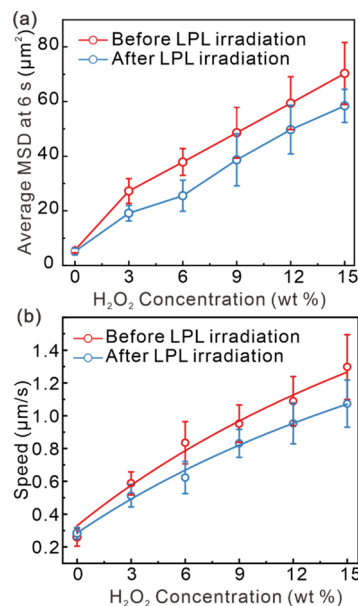 (a)
Before LPL irradiation
After LPL irradiation
Average MSD at 6 s (μm²)
80
60
40
20
0
0 3 6 9 12 15
H₂O₂ Concentration (wt %)
(b)
Before LPL irradiation
After LPL irradiation
Speed (μm/s)
1.4
1.2
1.0
0.8
0.6
0.4
0.2
0 3 6 9 12 15
H₂O₂ Concentration (wt %)